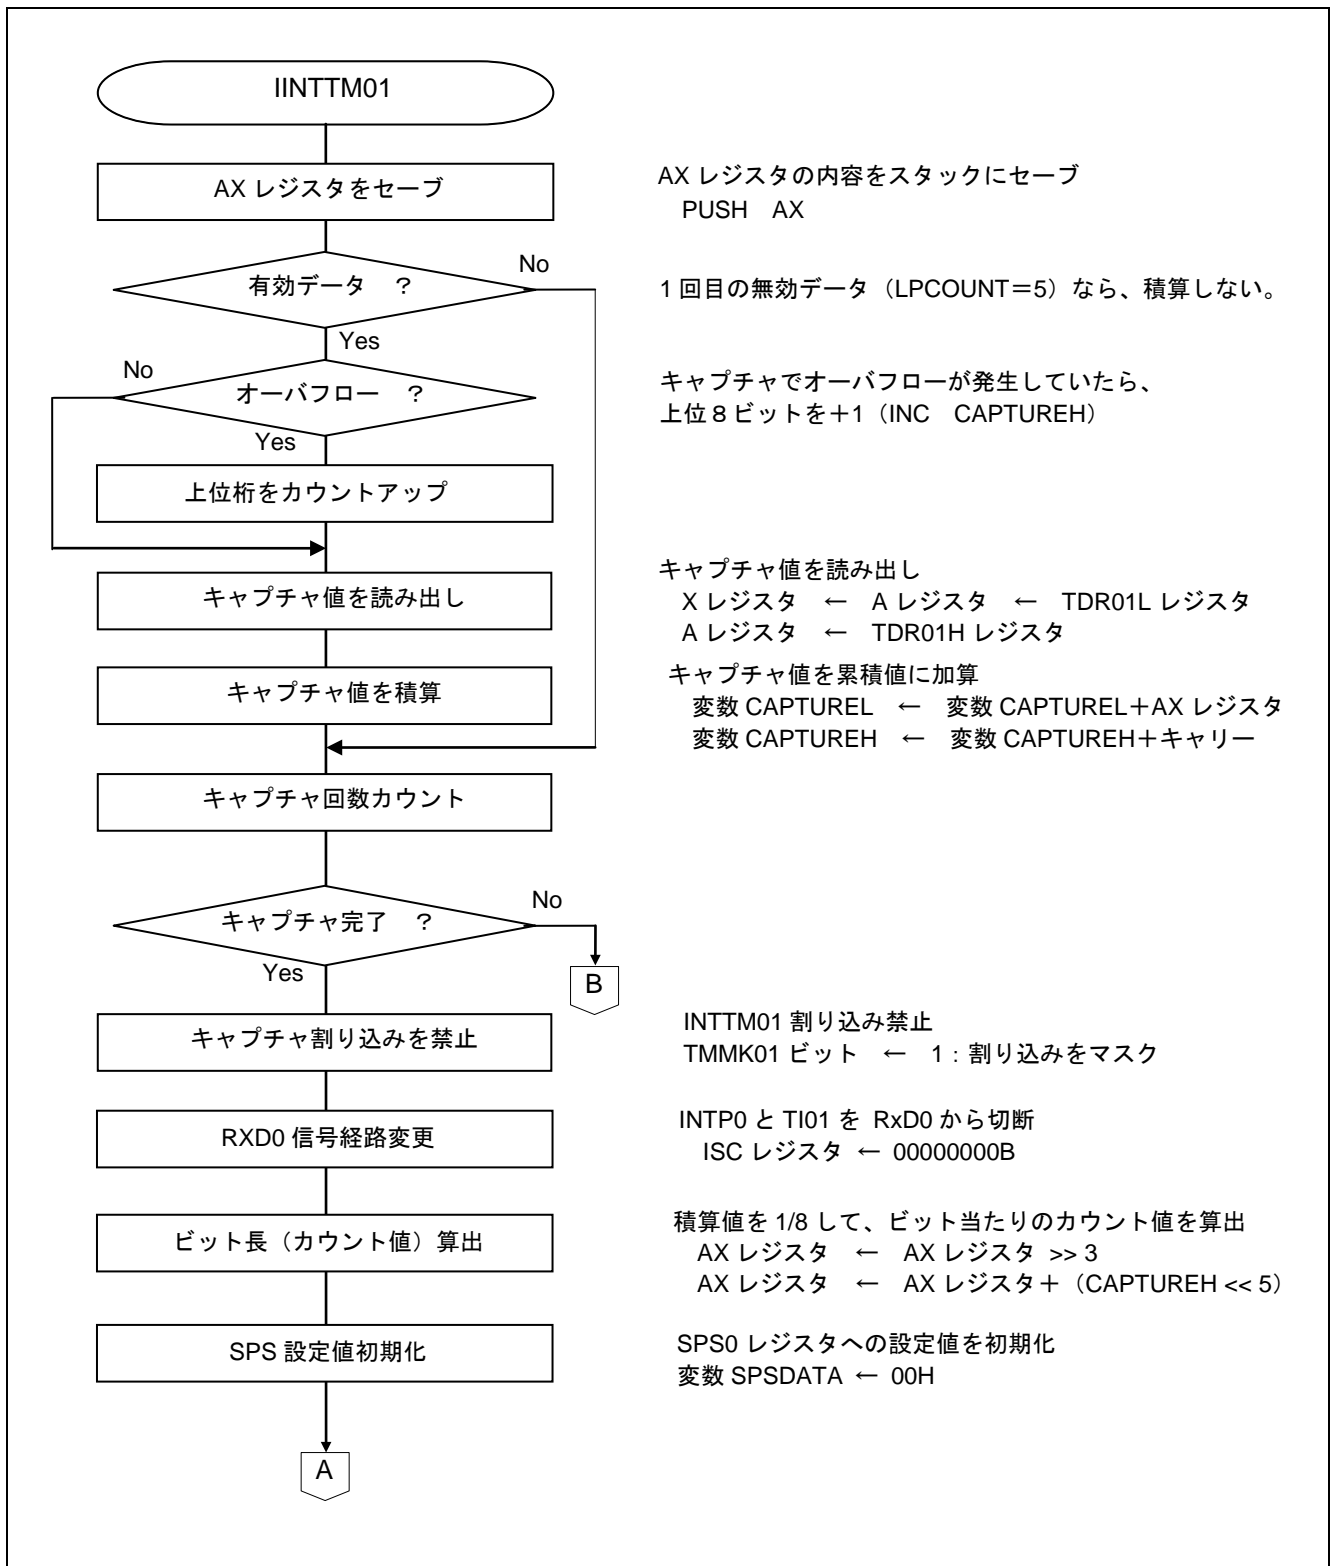 IINTTM01
AX レジスタをセーブ
AX レジスタの内容をスタックにセーブ
PUSH AX
有効データ ?
No
1 回目の無効データ（LPCOUNT＝5）なら、積算しない。
Yes
No
オーバフロー ?
キャプチャでオーバフローが発生していたら、
上位８ビットを＋1（INC CAPTUREH）
Yes
上位桁をカウントアップ
キャプチャ値を読み出し
キャプチャ値を読み出し
X レジスタ ← A レジスタ ← TDR01L レジスタ
A レジスタ ← TDR01H レジスタ
キャプチャ値を積算
キャプチャ値を累積値に加算
変数 CAPTUREL ← 変数 CAPTUREL＋AX レジスタ
変数 CAPTUREH ← 変数 CAPTUREH＋キャリー
キャプチャ回数カウント
キャプチャ完了 ?
No
Yes
B
キャプチャ割り込みを禁止
INTTM01 割り込み禁止
TMMK01 ビット ← 1：割り込みをマスク
RXD0 信号経路変更
INTP0 と TI01 を RxD0 から切断
ISC レジスタ ← 00000000B
ビット長（カウント値）算出
積算値を 1/8 して、ビット当たりのカウント値を算出
AX レジスタ ← AX レジスタ >> 3
AX レジスタ ← AX レジスタ＋（CAPTUREH << 5）
SPS 設定値初期化
SPS0 レジスタへの設定値を初期化
変数 SPSDATA ← 00H
A